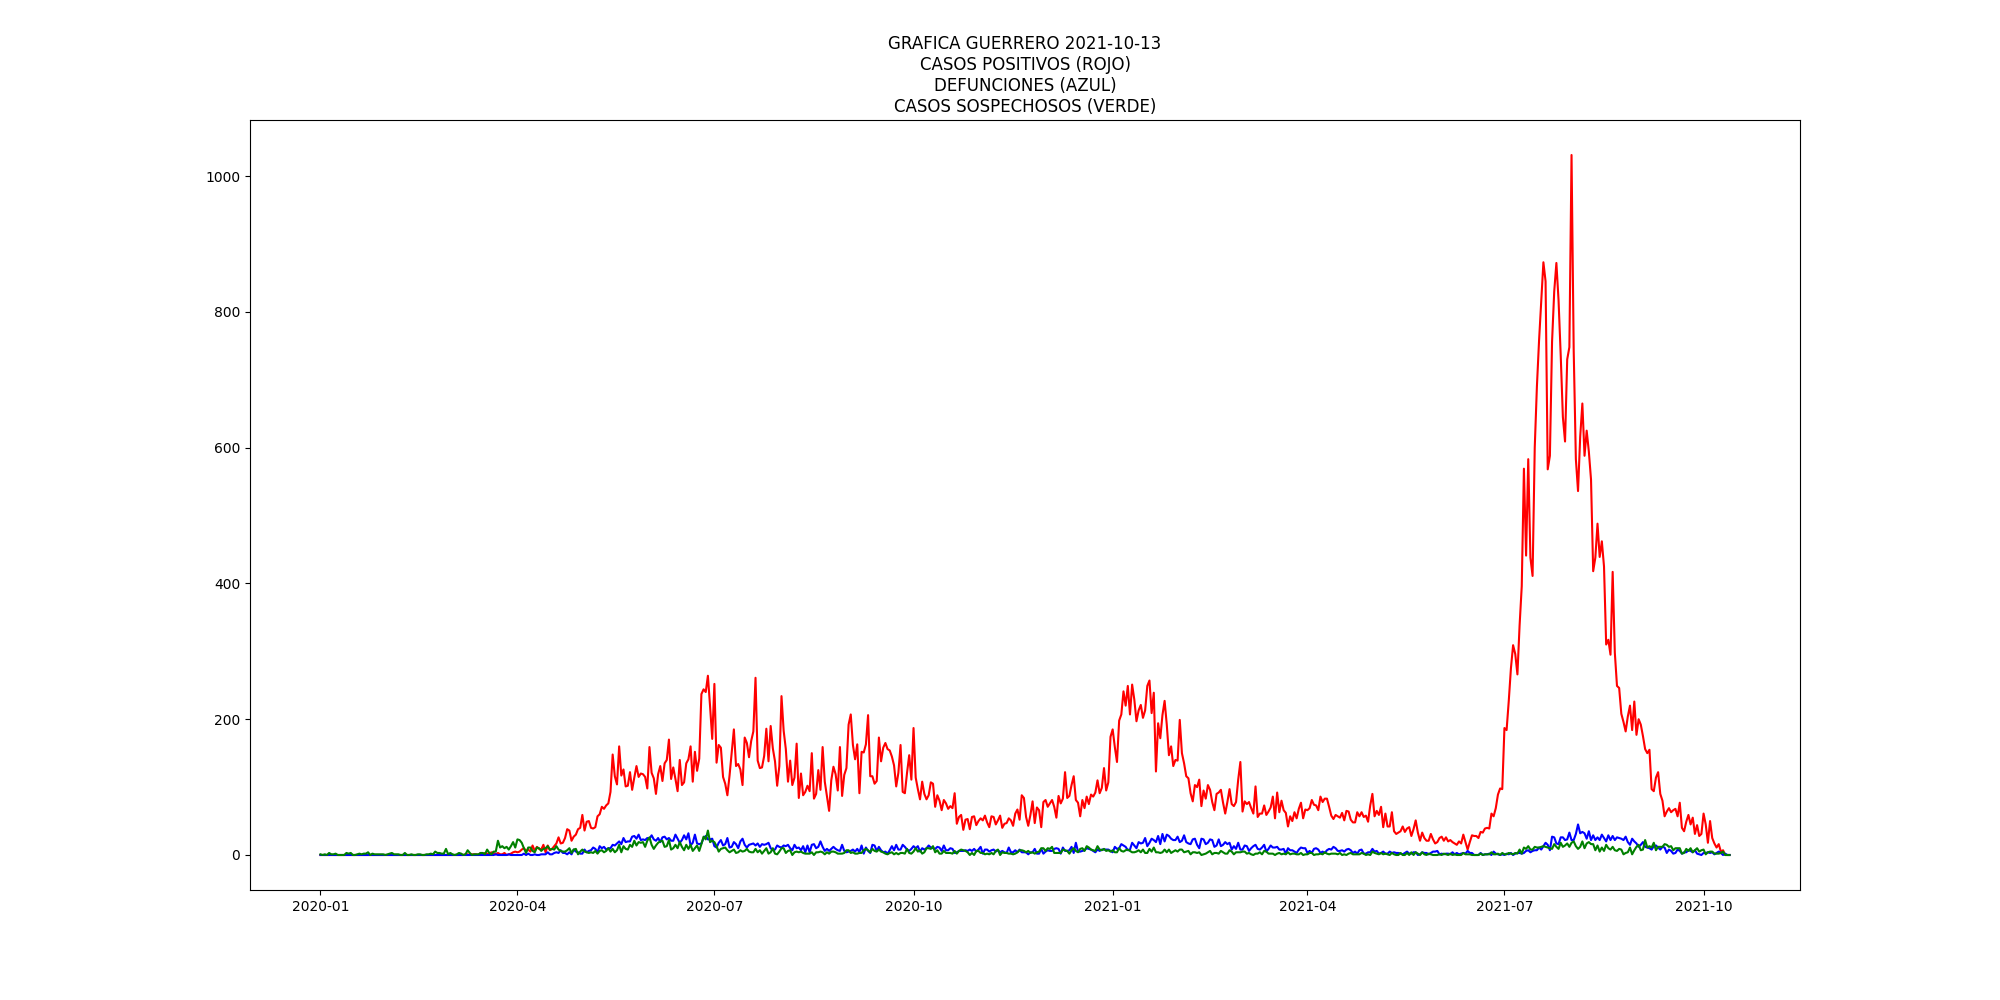 GRAFICA GUERRERO 2021-10-13
CASOS POSITIVOS (ROJO)
DEFUNCIONES (AZUL)
CASOS SOSPECHOSOS (VERDE)
1000
800
600
400
200
0
2020-01 2020-04 2020-07 2020-10 2021-01 2021-04 2021-07 2021-10